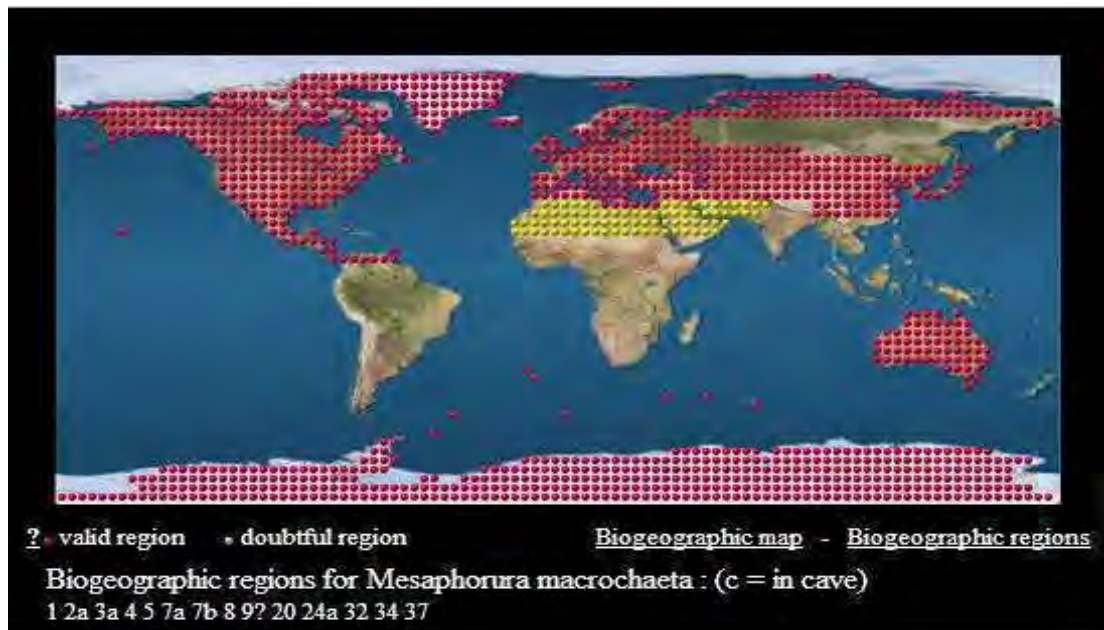 ? valid region doubtful region Biogeographic map - Biogeographic regions
Biogeographic regions for Mesaphorura macrochaeta : (c = in cave)
1 2a 3a 4 5 7a 7b 8 9? 20 24a 32 34 37